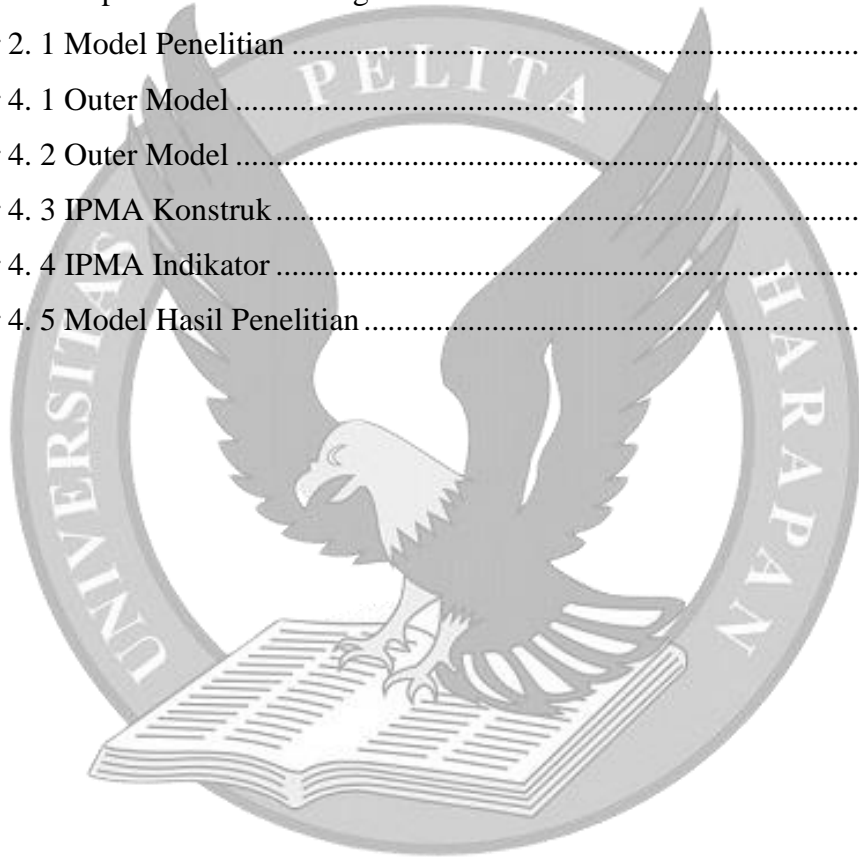 2. 1 Model Penelitian ....................................................................................
4. 1 Outer Model ............................................................................................
4. 2 Outer Model ............................................................................................
4. 3 IPMA Konstruk ......................................................................................
4. 4 IPMA Indikator ......................................................................................
4. 5 Model Hasil Penelitian ..........................................................................
UNIVERSITAS PELITA HARAPAN